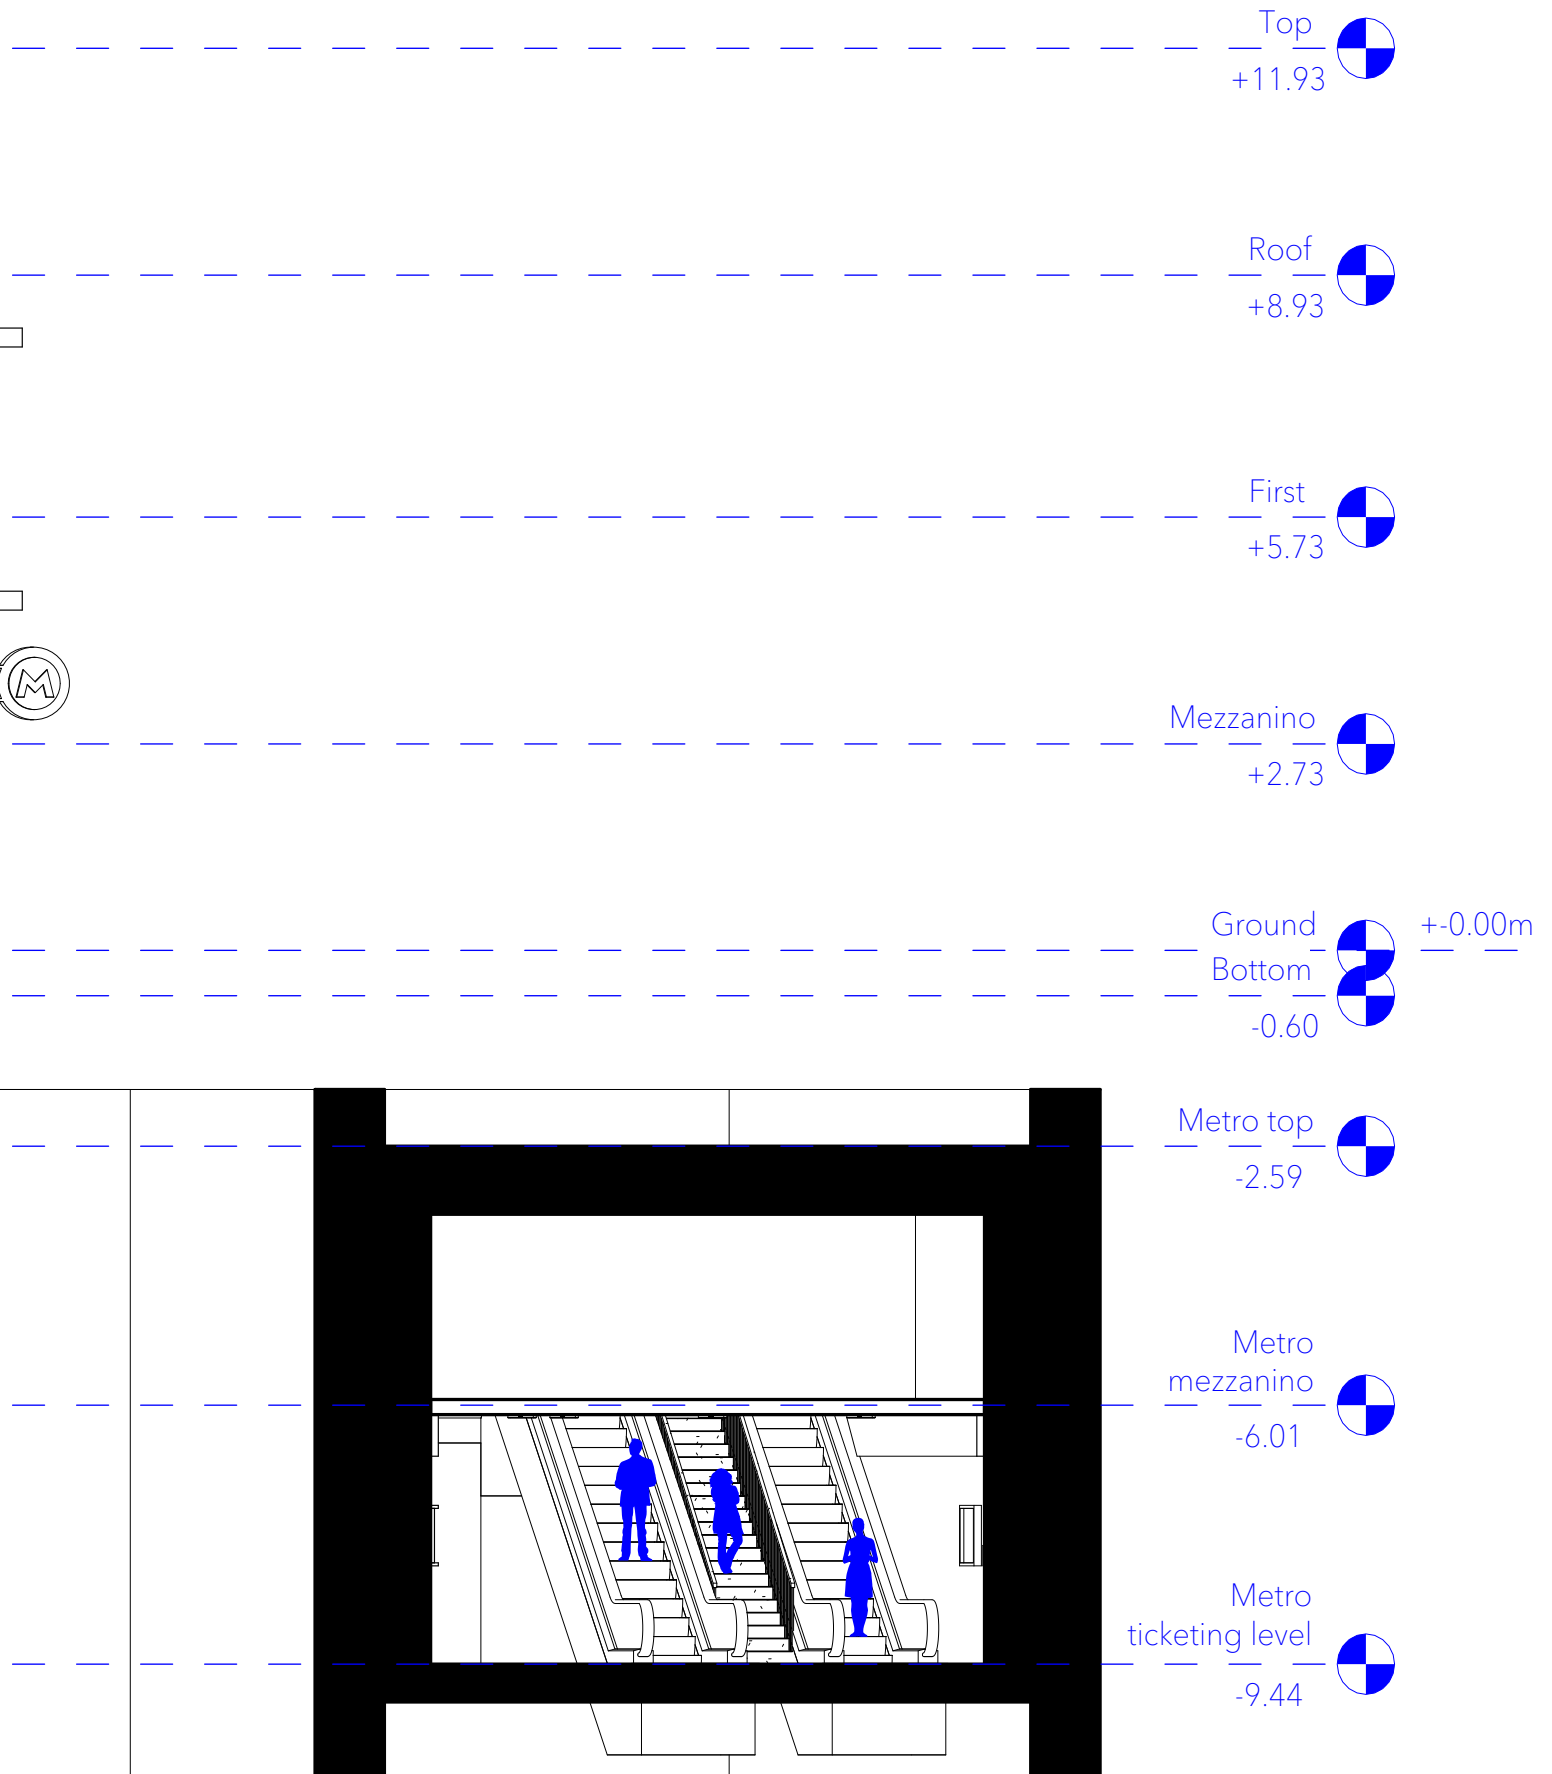 Top
+11.93
Roof
+8.93
First
+5.73
M
Mezzanino
+2.73
Ground +-0.00m
Bottom
-0.60
Metro top
-2.59
Metro
mezzanino
-6.01
Metro
ticketing level
-9.44